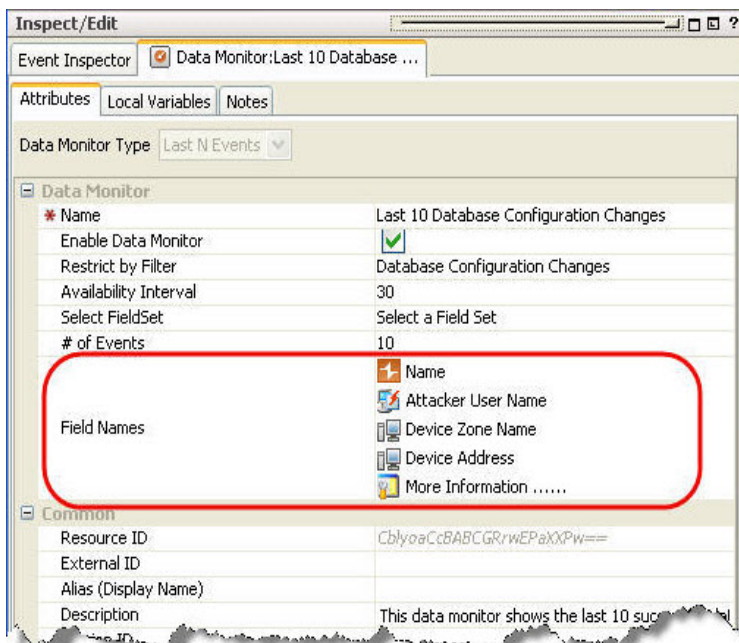 Inspect/Edit ?
Event Inspector Data Monitor:Last 10 Database ...
Attributes Local Variables Notes
Data Monitor Type Last N Events
Data Monitor
* Name Last 10 Database Configuration Changes
Enable Data Monitor
Restrict by Filter Database Configuration Changes
Availability Interval 30
Select FieldSet Select a Field Set
# of Events 10
Field Names
Name
Attacker User Name
Device Zone Name
Device Address
More Information ......
Common
Resource ID
External ID
Alias (Display Name)
Description This data monitor shows the last 10